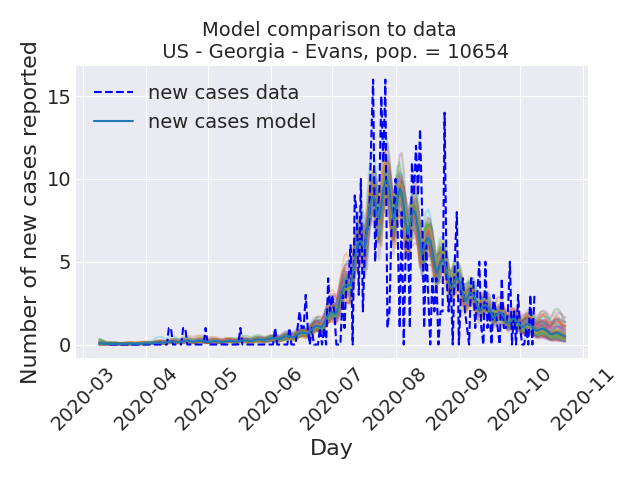 Model comparison to data
US - Georgia - Evans, pop. = 10654
Number of new cases reported
15
10
5
0
new cases data
new cases model
2020-03
2020-04
2020-05
2020-06
2020-07
2020-08
2020-09
2020-10
2020-11
Day